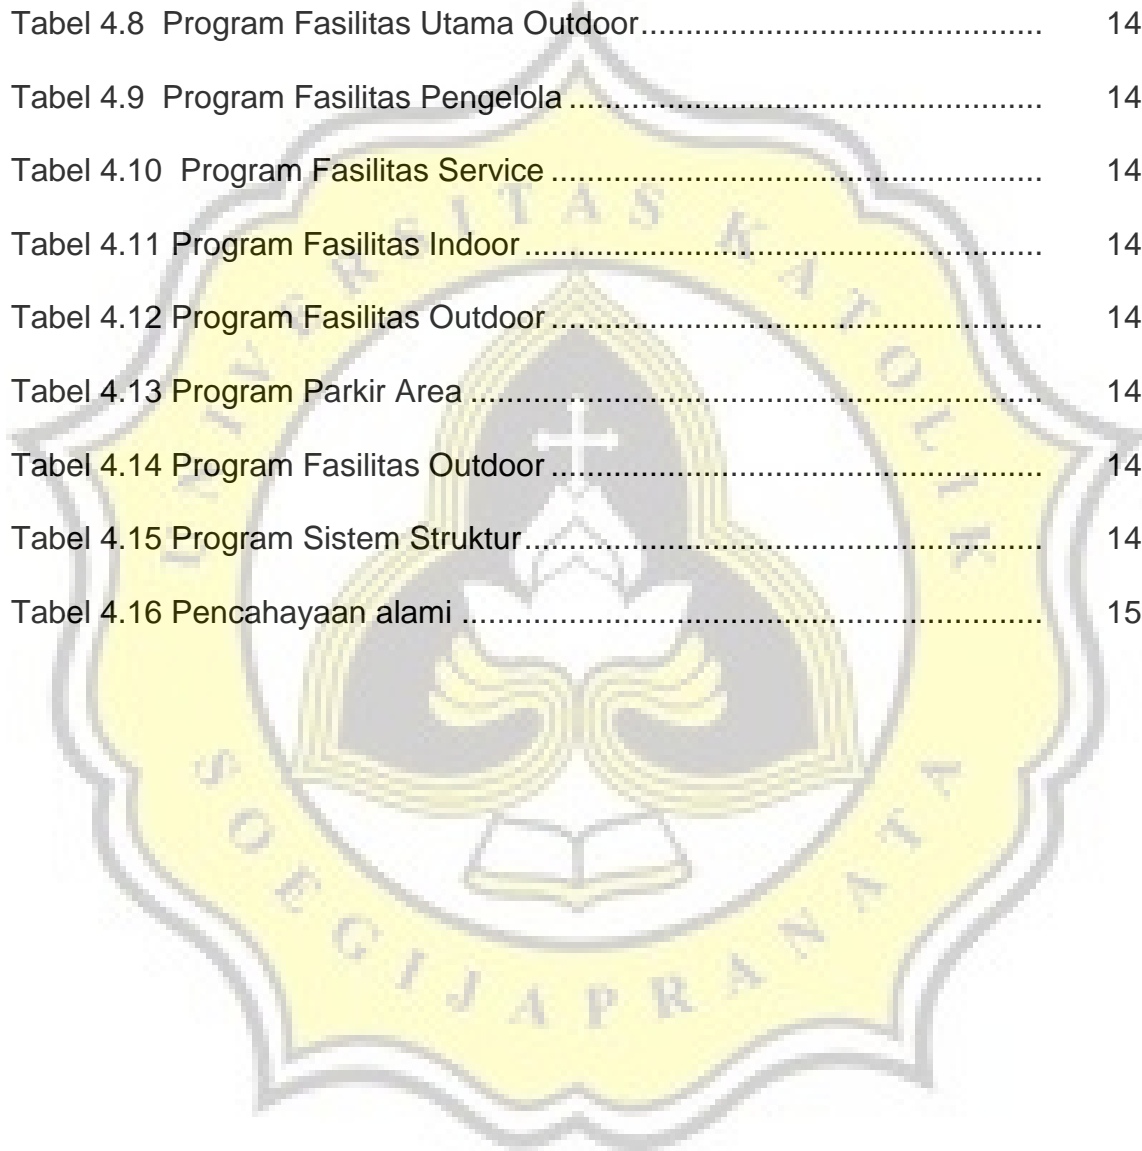 Tabel 4.8  Program Fasilitas Utama Outdoor.............................................. 14
Tabel 4.9  Program Fasilitas Pengelola...................................................... 14
Tabel 4.10  Program Fasilitas Service........................................................ 14
Tabel 4.11 Program Fasilitas Indoor........................................................... 14
Tabel 4.12 Program Fasilitas Outdoor........................................................ 14
Tabel 4.13 Program Parkir Area................................................................. 14
Tabel 4.14 Program Fasilitas Outdoor........................................................ 14
Tabel 4.15 Program Sistem Struktur........................................................... 14
Tabel 4.16 Pencahayaan alami.................................................................. 15
UNIVERSITAS KATOLIK
SOEGIJAPRANATA